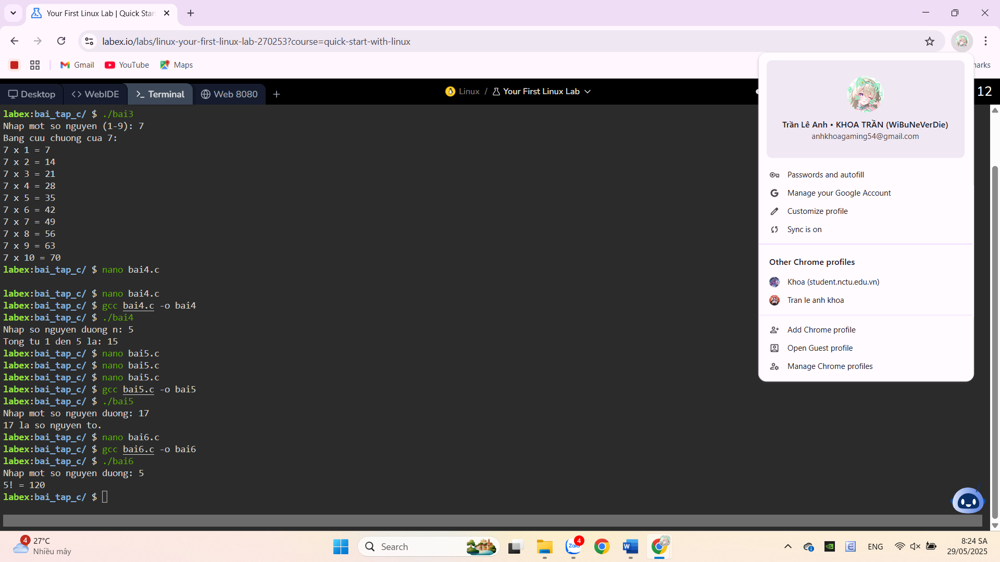 Your First Linux Lab | Quick Star
labex.io/labs/linux-your-first-linux-lab-270253?course=quick-start-with-linux
Gmail
YouTube
Maps
Desktop
WebIDE
Terminal
Web 8080
Linux / Your First Linux Lab
12
labex:bai_tap_c/ $ ./bai3
Nhap mot so nguyen (1-9): 7
Bang cuu chuong cua 7:
7 x 1 = 7
7 x 2 = 14
7 x 3 = 21
7 x 4 = 28
7 x 5 = 35
7 x 6 = 42
7 x 7 = 49
7 x 8 = 56
7 x 9 = 63
7 x 10 = 70
labex:bai_tap_c/ $ nano bai4.c
labex:bai_tap_c/ $ nano bai4.c
labex:bai_tap_c/ $ gcc bai4.c -o bai4
labex:bai_tap_c/ $ ./bai4
Nhap so nguyen duong n: 5
Tong tu 1 den 5 la: 15
labex:bai_tap_c/ $ nano bai5.c
labex:bai_tap_c/ $ nano bai5.c
labex:bai_tap_c/ $ nano bai5.c
labex:bai_tap_c/ $ gcc bai5.c -o bai5
labex:bai_tap_c/ $ ./bai5
Nhap mot so nguyen duong: 17
17 la so nguyen to.
labex:bai_tap_c/ $ nano bai6.c
labex:bai_tap_c/ $ gcc bai6.c -o bai6
labex:bai_tap_c/ $ ./bai6
Nhap mot so nguyen duong: 5
5! = 120
labex:bai_tap_c/ $
Trần Lê Anh • KHOA TRẦN (WiBuNeVerDie)
anhkhoagaming54@gmail.com
Passwords and autofill
Manage your Google Account
Customize profile
Sync is on
Other Chrome profiles
Khoa (student.nctu.edu.vn)
Tran le anh khoa
Add Chrome profile
Open Guest profile
Manage Chrome profiles
4
27°C
Nhiều mây
Search
Zalo
4
ENG
8:24 SA
29/05/2025